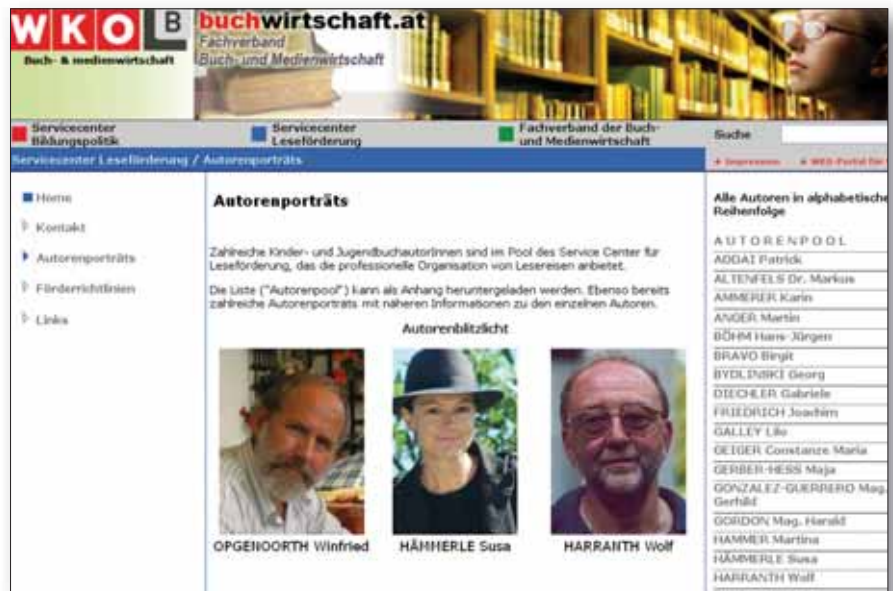 WKO B
Buch- & medienwirtschaft
buchwirtschaft.at
Fachverband
Buch- und Medienwirtschaft
Servicecenter
Bildungspolitik
Servicecenter
Leseförderung
Fachverband der Buch-
und Medienwirtschaft
Suche
Servicecenter Leseförderung / Autorenporträts
Impressum
Home
Kontakt
Autorenporträts
Förderrichtlinien
Links
Autorenporträts
Zahlreiche Kinder- und JugendbuchautorInnen sind im Pool des Service Center für
Leseförderung, das die professionelle Organisation von Lesereisen anbietet.
Die Liste ("Autorenpool") kann als Anhang heruntergeladen werden. Ebenso bereits
zahlreiche Autorenporträts mit näheren Informationen zu den einzelnen Autoren.
Autorenblitzlicht
OPGENOORTH Winfried
HÄMMERLE Susa
HARRANTH Wolf
Alle Autoren in alphabetische
Reihenfolge
AUTORENPOOL
ADDAI Patrick
ALTENFELS Dr. Markus
AMMERER Karin
ANGER Martin
BÖHM Hans-Jürgen
BRAVO Birgit
BYDLINSKI Georg
DIECHLER Gabriele
FRIEDRICH Joachim
GALLEY Lilo
GEIGER Constanze Maria
GERBER-HESS Maja
GONZALEZ-GUERRERO Mag.
Gerhild
GORDON Mag. Harald
HAMMER Martina
HÄMMERLE Susa
HARRANTH Wolf